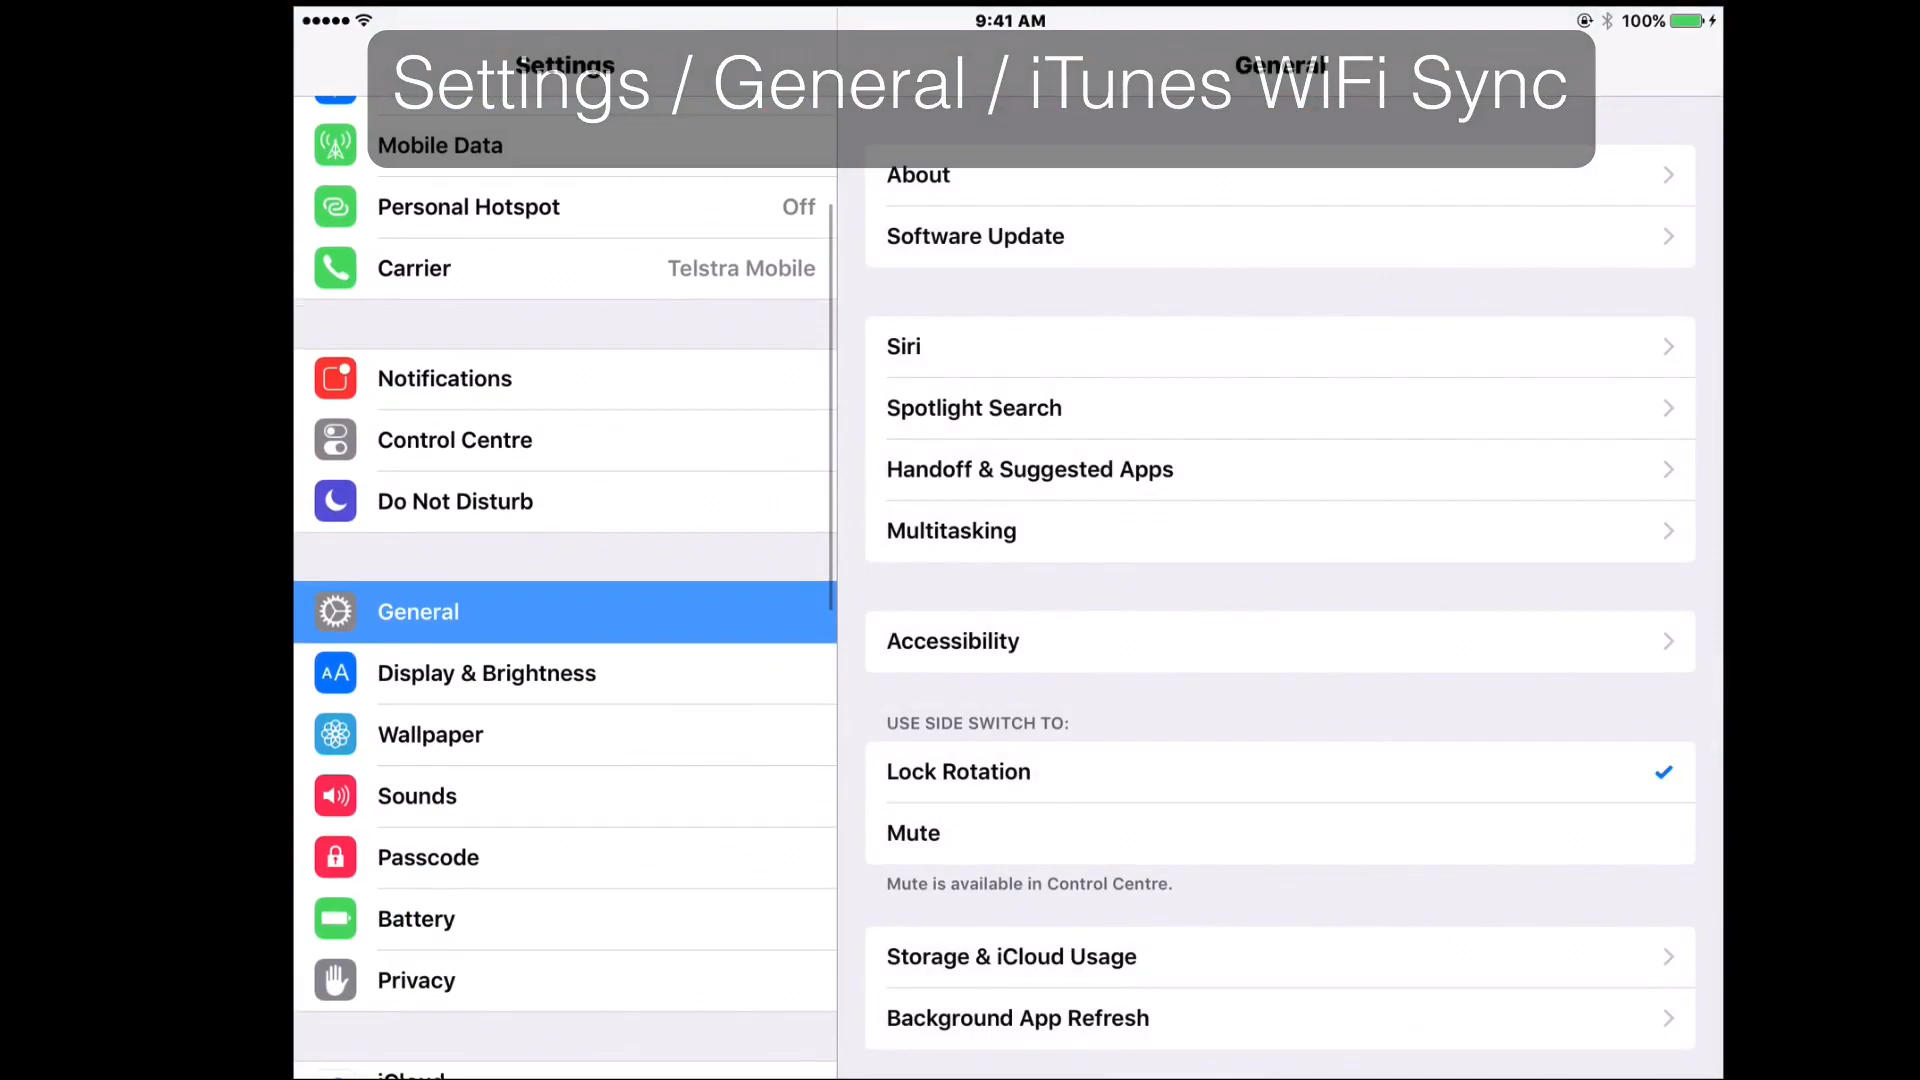 9:41 AM
100%
Settings
General
Settings / General / iTunes WiFi Sync
Mobile Data
Personal Hotspot Off
Carrier Telstra Mobile
Notifications
Control Centre
Do Not Disturb
General
Display & Brightness
Wallpaper
Sounds
Passcode
Battery
Privacy
iCloud
About
Software Update
Siri
Spotlight Search
Handoff & Suggested Apps
Multitasking
Accessibility
USE SIDE SWITCH TO:
Lock Rotation
Mute
Mute is available in Control Centre.
Storage & iCloud Usage
Background App Refresh